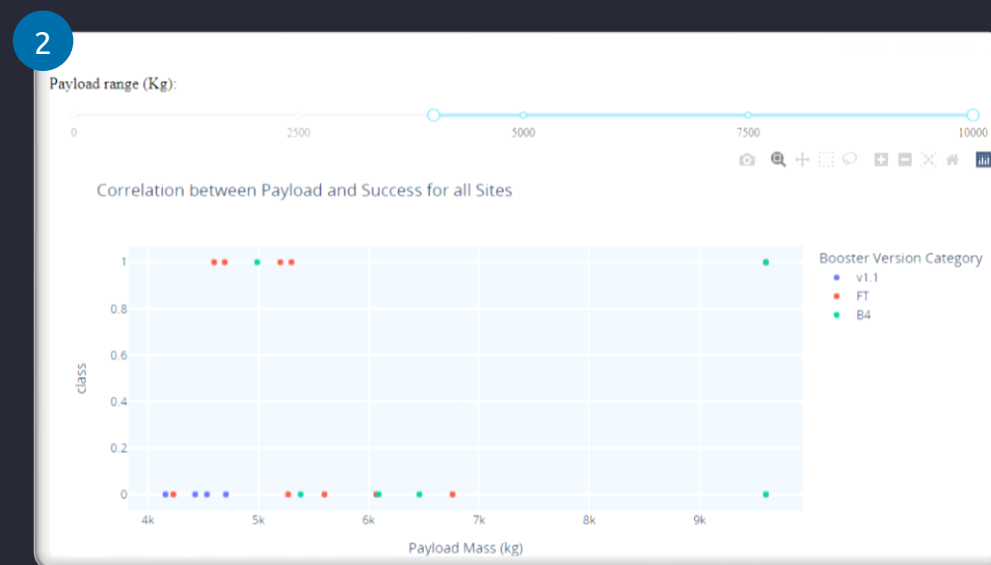 2
Payload range (Kg):
0 2500 5000 7500 10000
Correlation between Payload and Success for all Sites
Booster Version Category
v1.1
FT
B4
1
0.8
0.6
0.4
0.2
0
class
4k 5k 6k 7k 8k 9k
Payload Mass (kg)